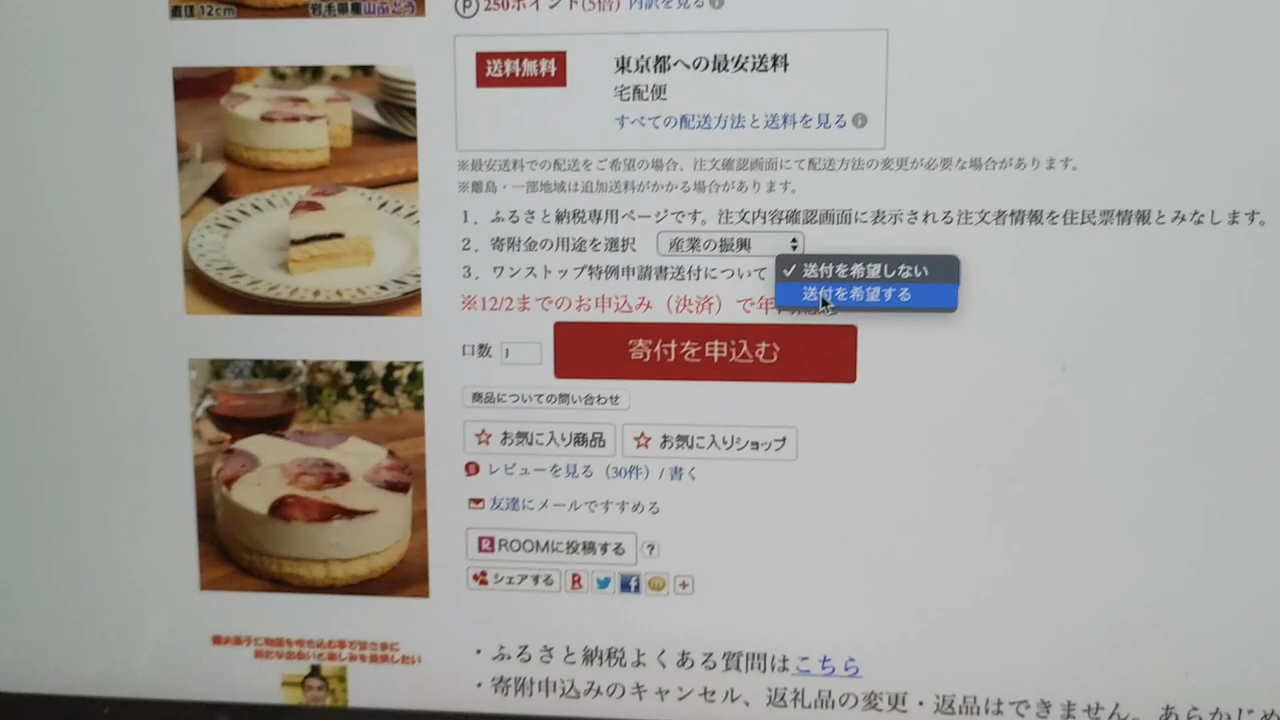 直径12cm
岩手県産山ぶどう
250ポイント(5倍) 内訳を見る
送料無料
東京都への最安送料
宅配便
すべての配送方法と送料を見る
※最安送料での配送をご希望の場合、注文確認画面にて配送方法の変更が必要な場合があります。
※離島・一部地域は追加送料がかかる場合があります。
1．ふるさと納税専用ページです。注文内容確認画面に表示される注文者情報を住民票情報とみなします。
2．寄附金の用途を選択 産業の振興
3．ワンストップ特例申請書送付について
✓ 送付を希望しない
送付を希望する
※12/2までのお申込み（決済）で年
口数 1 寄付を申込む
商品についての問い合わせ
お気に入り商品 お気に入りショップ
レビューを見る（30件）/ 書く
友達にメールですすめる
ROOMに投稿する ?
シェアする
・ふるさと納税よくある質問はこちら
・寄附申込みのキャンセル、返礼品の変更・返品はできません。あらかじめ